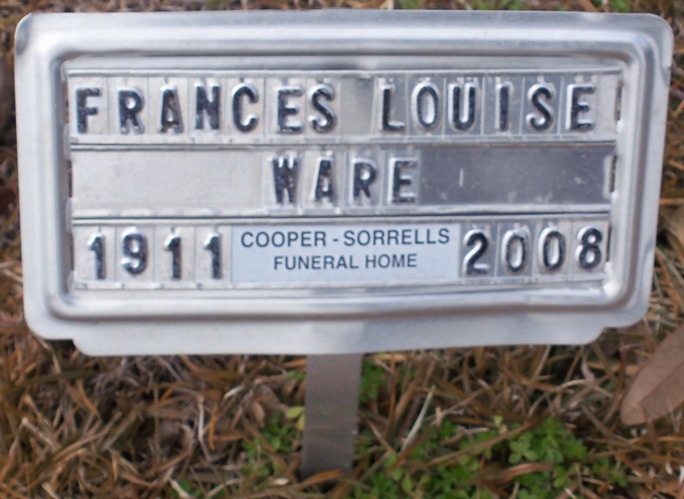 FRANCES LOUISE
WARE
1911 COOPER - SORRELLS 2008
FUNERAL HOME